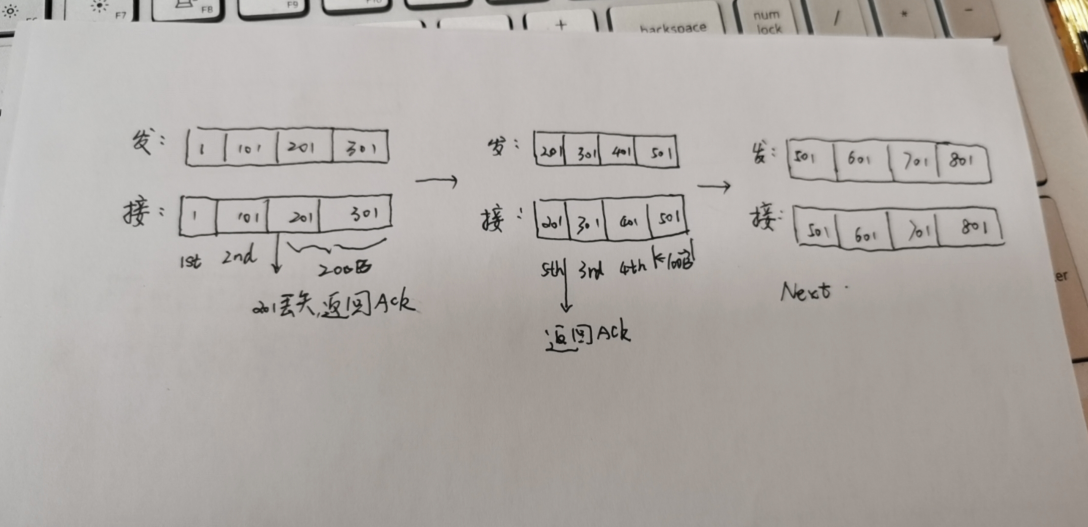 F7 F8 F9
+ backspace num lock / * -
发: 1 101 201 301
接: 1 101 201 301
1st 2nd 200B
201丢失,返回Ack
→
发: 201 301 401 501
接: 201 301 401 501
5th 3rd 4th 100B
返回Ack
→
发: 501 601 701 801
接: 501 601 701 801
Next.
er